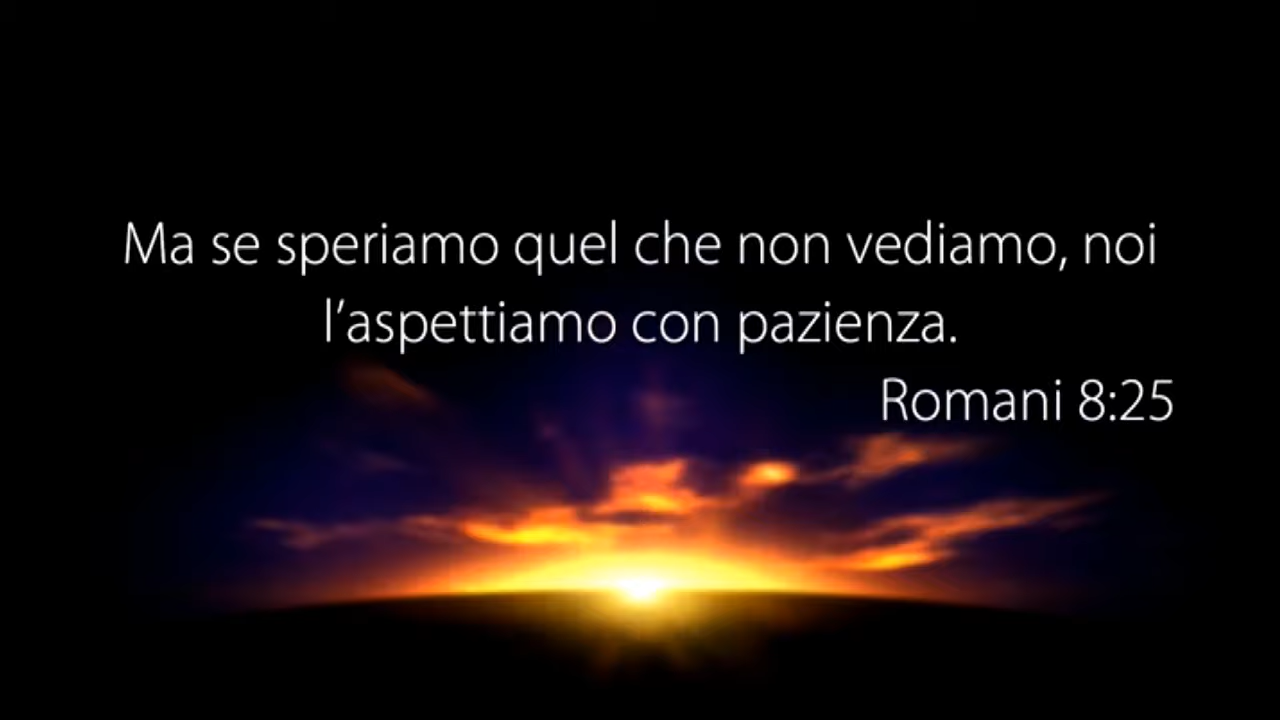 Ma se speriamo quel che non vediamo, noi
l’aspettiamo con pazienza.
Romani 8:25